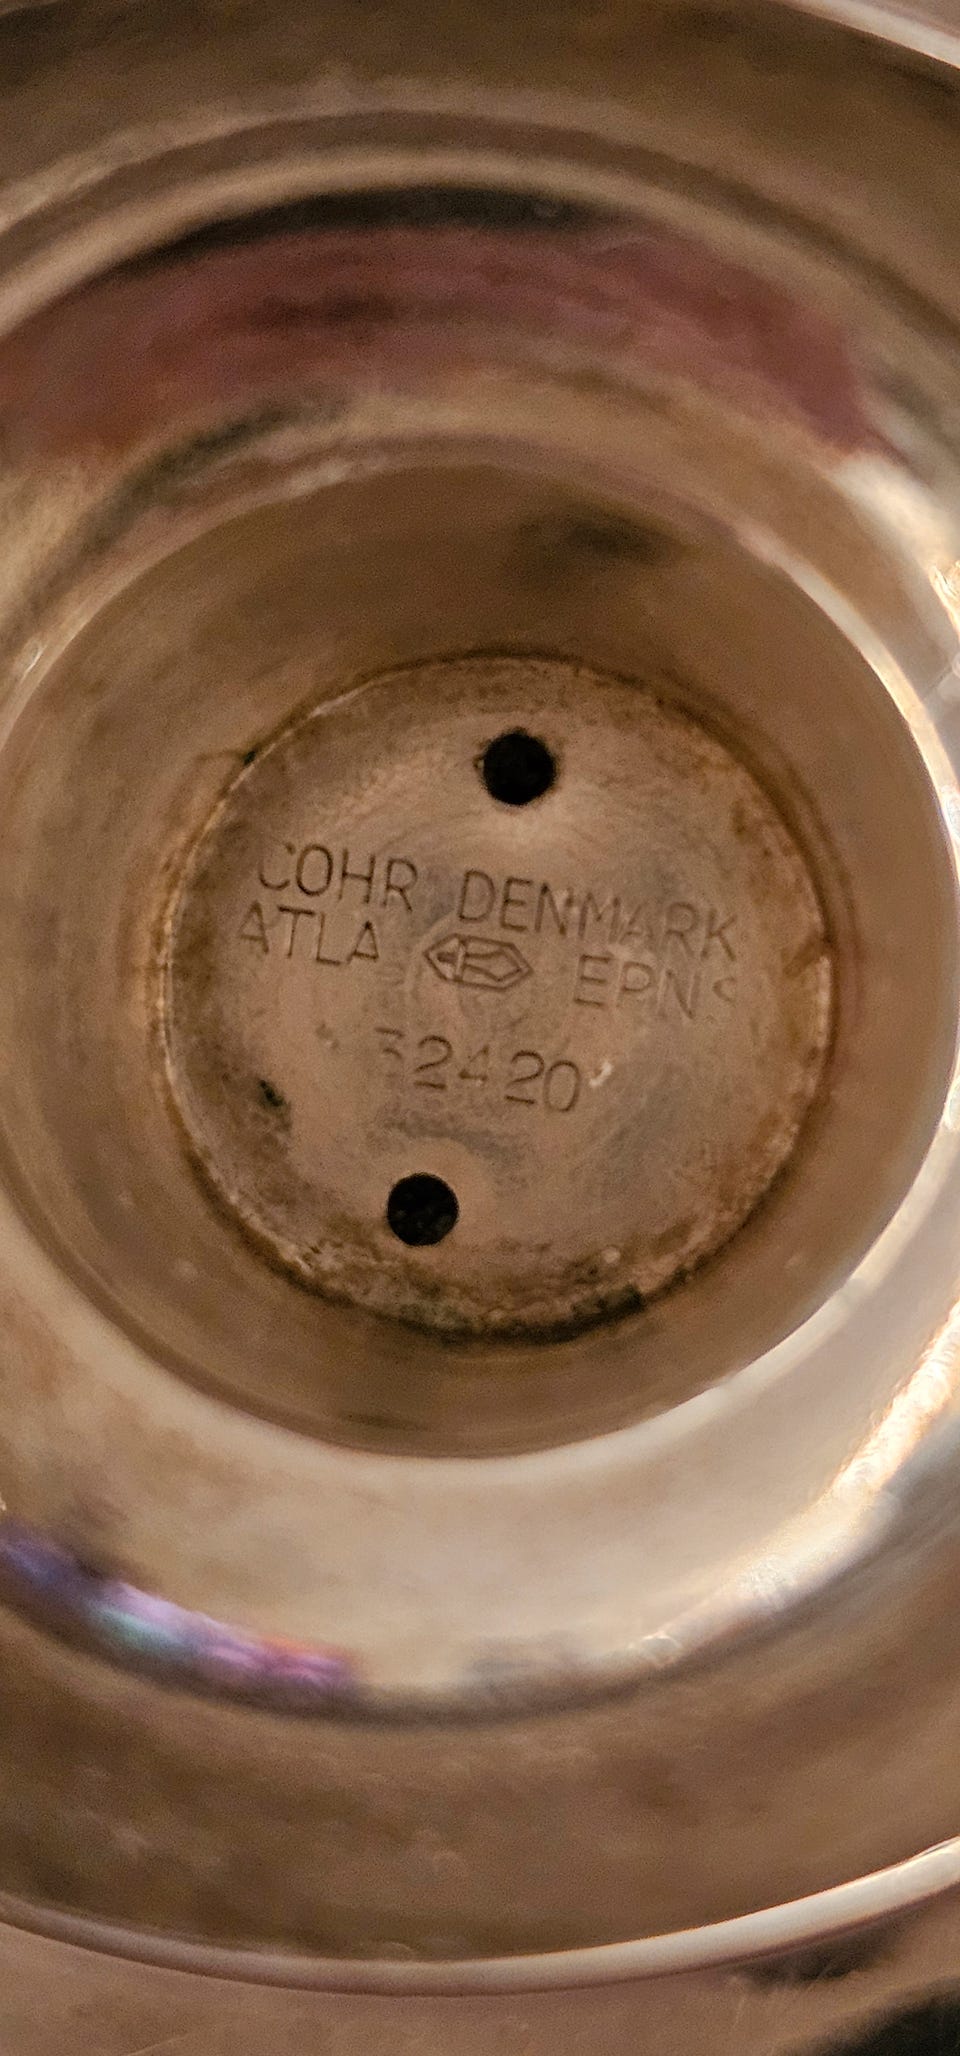 COHR DENMARK
ATLA EPNS
32420